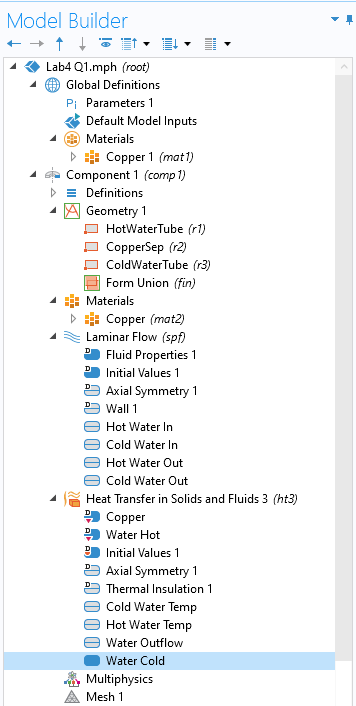 Model Builder
Lab4 Q1.mph (root)
Global Definitions
Pi Parameters 1
Default Model Inputs
Materials
Copper 1 (mat1)
Component 1 (comp1)
Definitions
Geometry 1
HotWaterTube (r1)
CopperSep (r2)
ColdWaterTube (r3)
Form Union (fin)
Materials
Copper (mat2)
Laminar Flow (spf)
D Fluid Properties 1
D Initial Values 1
D Axial Symmetry 1
D Wall 1
Hot Water In
Cold Water In
Hot Water Out
Cold Water Out
Heat Transfer in Solids and Fluids 3 (ht3)
D Copper
D Water Hot
D Initial Values 1
D Axial Symmetry 1
D Thermal Insulation 1
Cold Water Temp
Hot Water Temp
Water Outflow
Water Cold
Multiphysics
Mesh 1